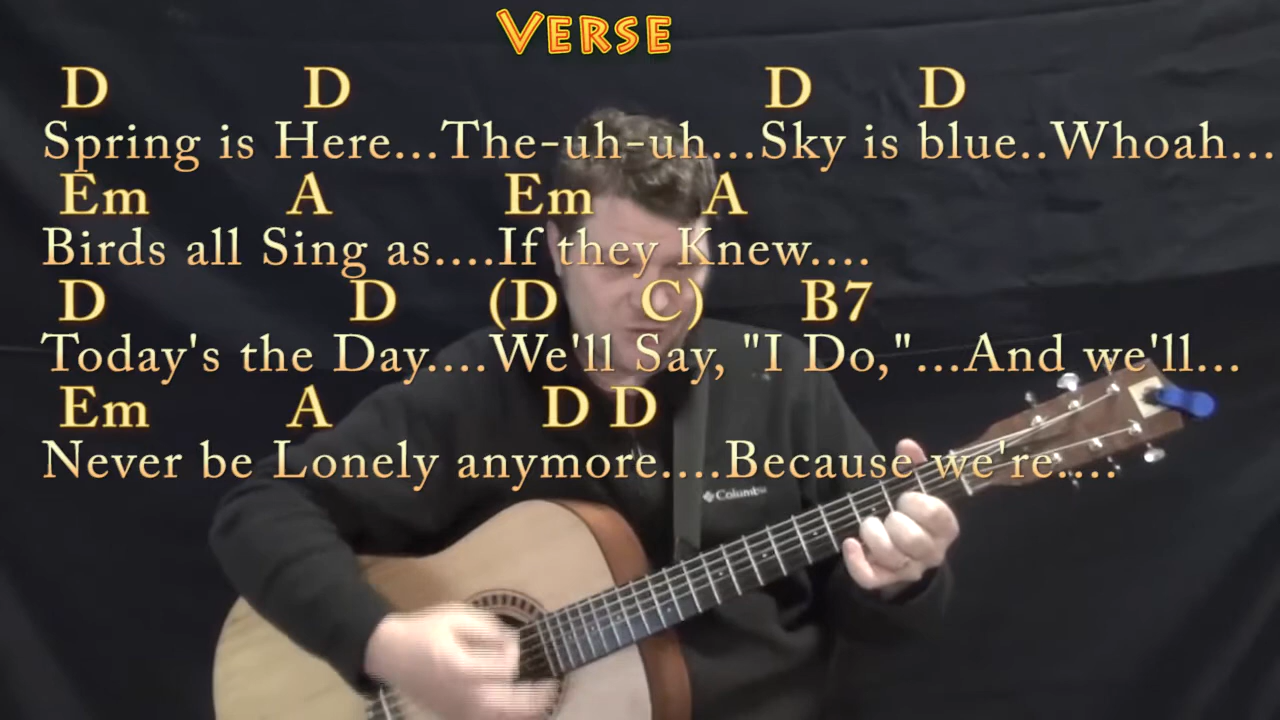 VERSE
D D D D
Spring is Here...The-uh-uh...Sky is blue..Whoah...
Em A Em A
Birds all Sing as....If they Knew....
D D (D C) B7
Today's the Day....We'll Say, "I Do,"...And we'll...
Em A D D
Never be Lonely anymore....Because we're....
Columbia